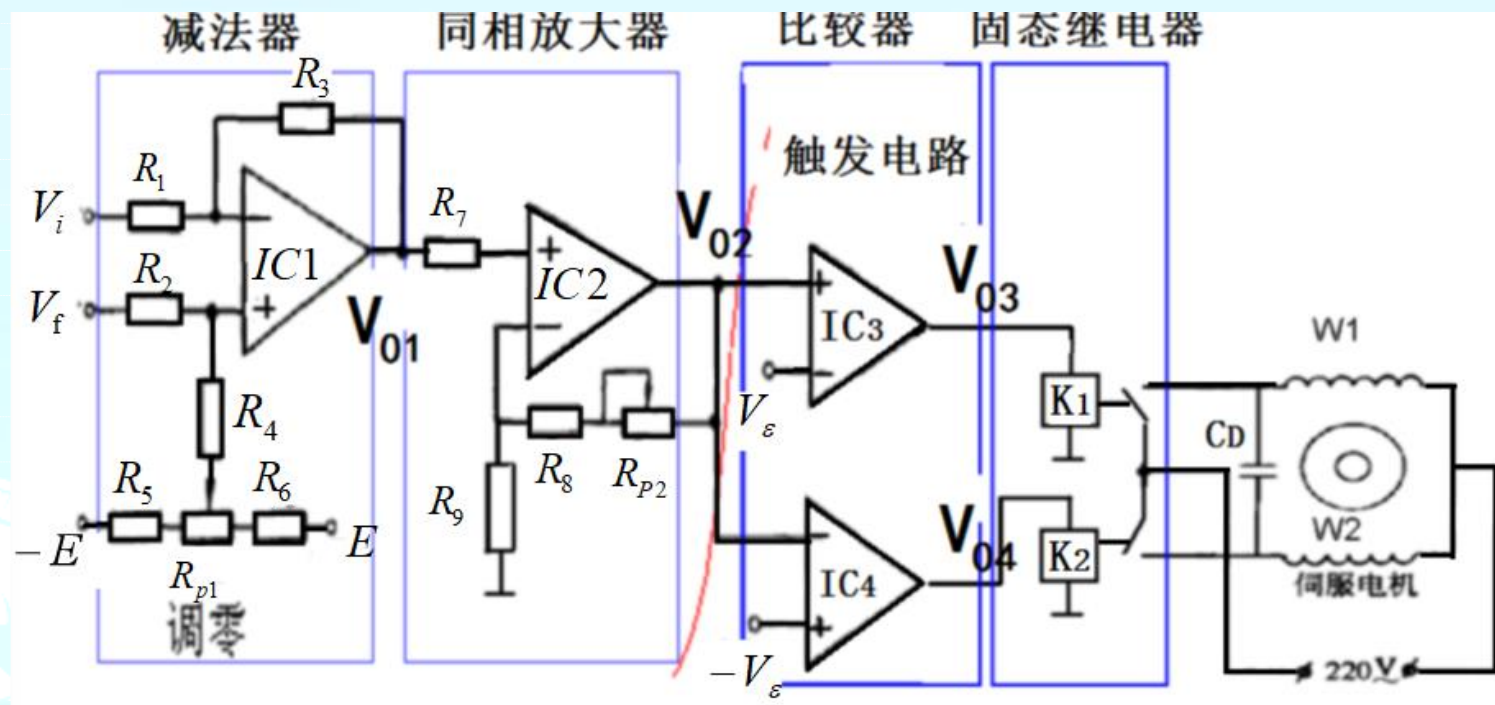 减法器 同相放大器 比较器 固态继电器
R3
触发电路
R1
Vi
R7
V02
IC1
R2
IC2
V03
Vf
V01
IC3
W1
R4
Vε
K1
CD
R5
R6
R8
RP2
R9
W2
-E
E
V04
K2
Rp1
IC4
伺服电机
调零
-Vε
220V